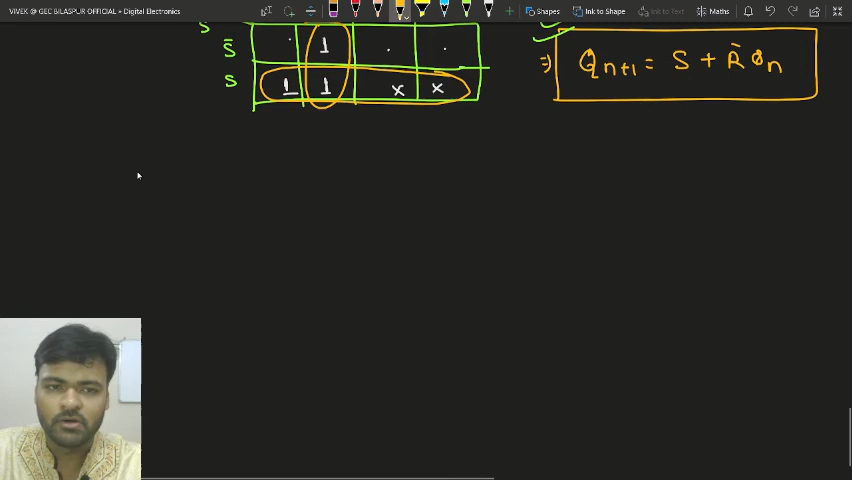 VIVEK @ GEC BILASPUR OFFICIAL » Digital Electronics
Shapes
Ink to Shape
Ink to Text
Maths
S
S̄ 1 . .
S 1 1 x x
⇒ Qn+1 = S + R̄ Qn